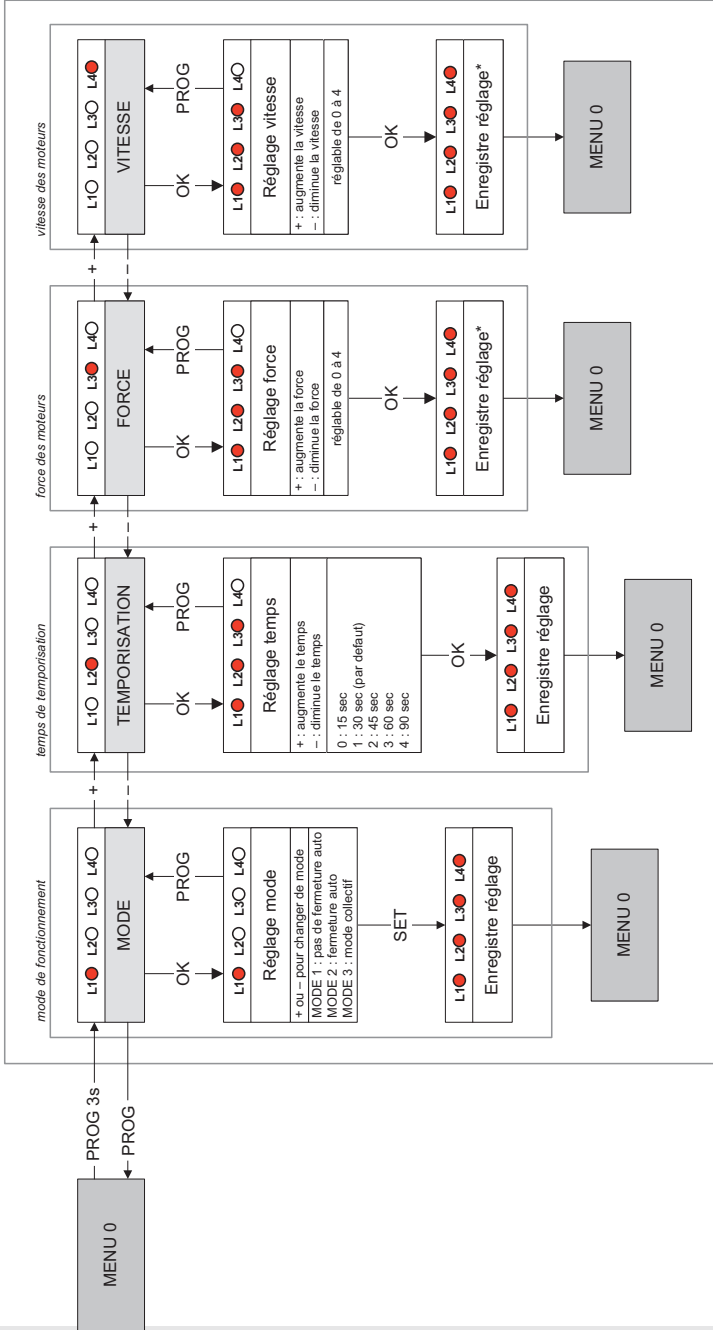 MENU 0
PROG 3s
PROG
mode de fonctionnement
L1 L2 L3 L4
MODE
OK
PROG
L1 L2 L3 L4
Réglage mode
+ ou – pour changer de mode
MODE 1 : pas de fermeture auto
MODE 2 : fermeture auto
MODE 3 : mode collectif
SET
L1 L2 L3 L4
Enregistre réglage
MENU 0
+
–
temps de temporisation
L1 L2 L3 L4
TEMPORISATION
OK
PROG
L1 L2 L3 L4
Réglage temps
+ : augmente le temps
– : diminue le temps
0 : 15 sec
1 : 30 sec (par defaut)
2 : 45 sec
3 : 60 sec
4 : 90 sec
OK
L1 L2 L3 L4
Enregistre réglage
MENU 0
+
–
force des moteurs
L1 L2 L3 L4
FORCE
OK
PROG
L1 L2 L3 L4
Réglage force
+ : augmente la force
– : diminue la force
réglable de 0 à 4
OK
L1 L2 L3 L4
Enregistre réglage*
MENU 0
+
–
vitesse des moteurs
L1 L2 L3 L4
VITESSE
OK
PROG
L1 L2 L3 L4
Réglage vitesse
+ : augmente la vitesse
– : diminue la vitesse
réglable de 0 à 4
OK
L1 L2 L3 L4
Enregistre réglage*
MENU 0